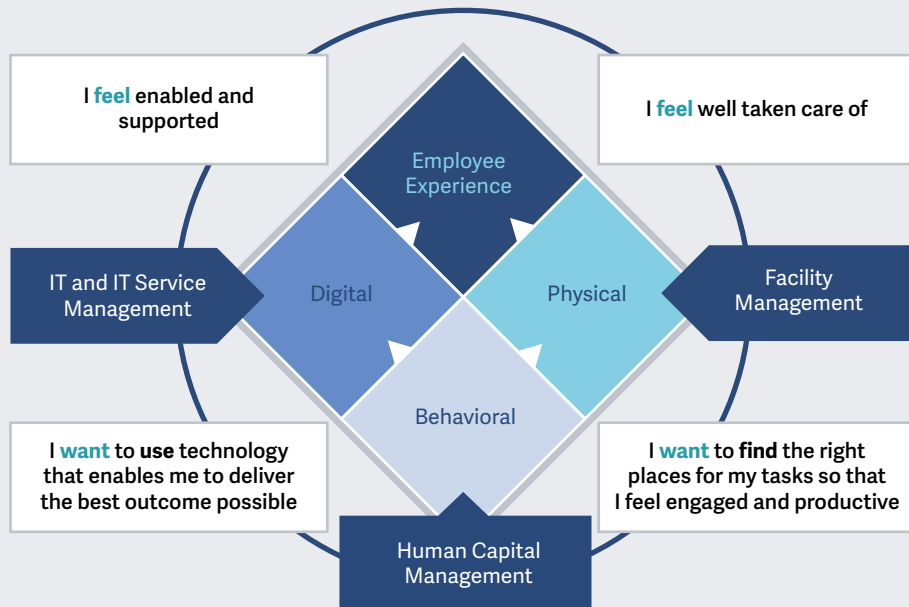 I feel enabled and
supported
I feel well taken care of
Employee
Experience
IT and IT Service
Management
Digital
Physical
Facility
Management
Behavioral
I want to use technology
that enables me to deliver
the best outcome possible
I want to find the right
places for my tasks so that
I feel engaged and productive
Human Capital
Management